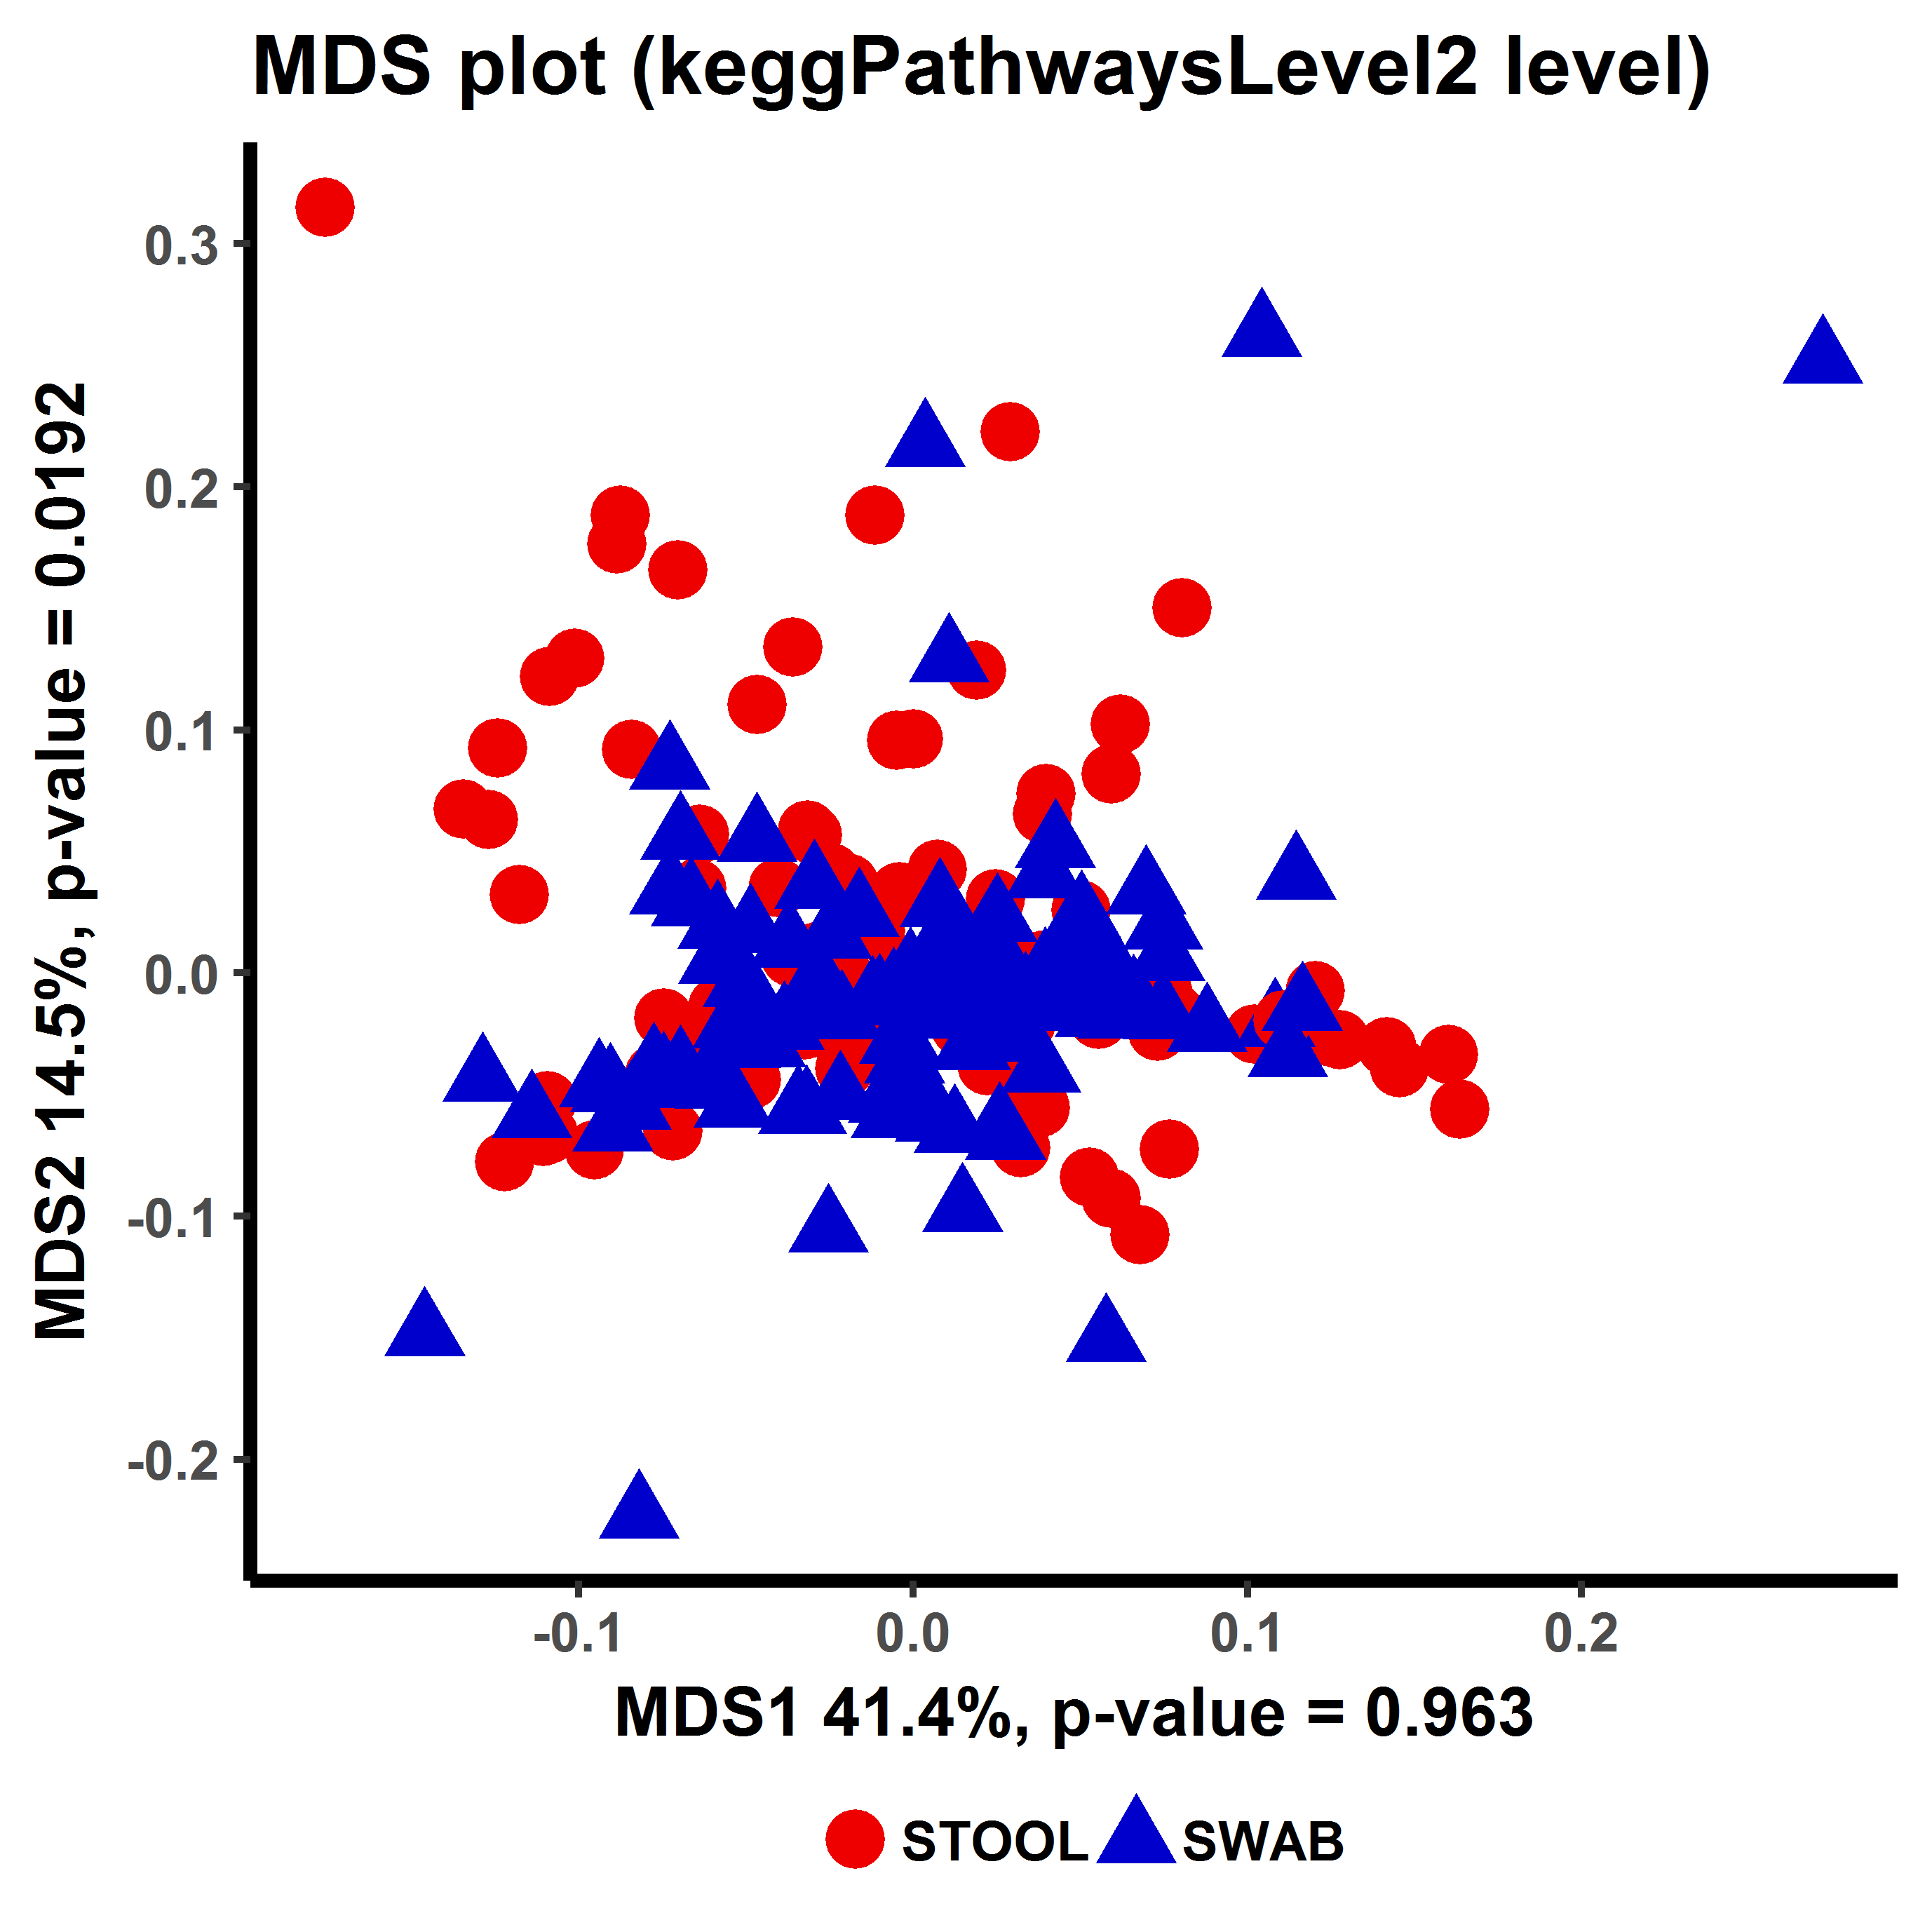 MDS plot (keggPathwaysLevel2 level)
MDS2 14.5%, p-value = 0.0192
0.3
0.2
0.1
0.0
-0.1
-0.2
-0.1 0.0 0.1 0.2
MDS1 41.4%, p-value = 0.963
STOOL SWAB